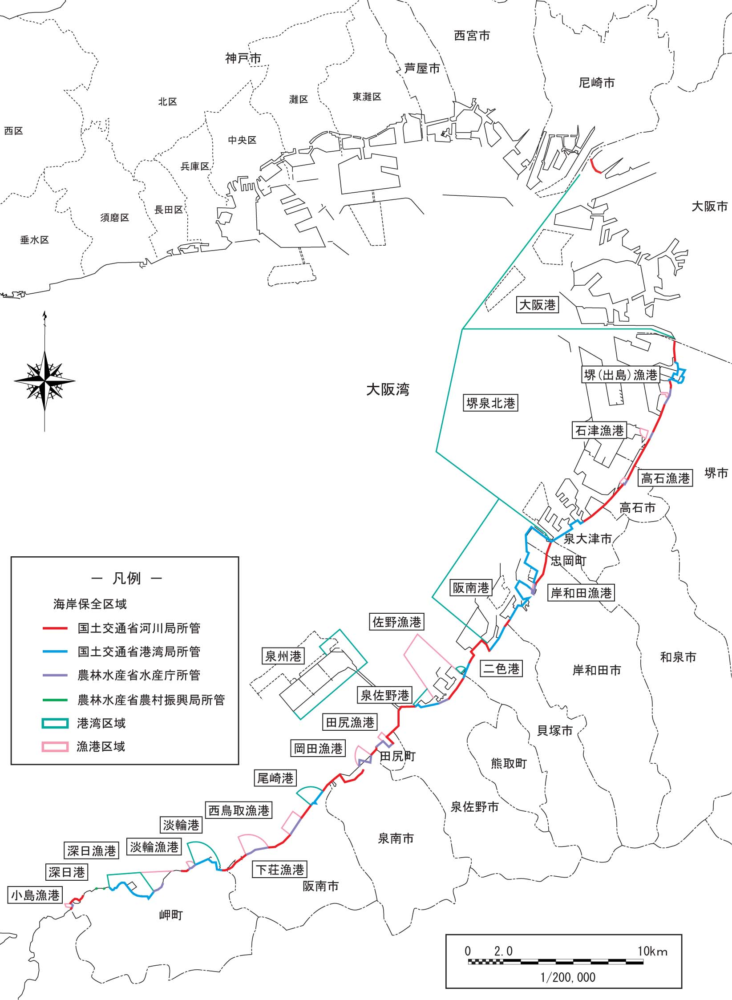 西宮市
神戸市
芦屋市
尼崎市
北区
灘区
東灘区
西区
中央区
兵庫区
大阪市
長田区
須磨区
垂水区
大阪港
堺(出島)漁港
大阪湾
堺泉北港
石津漁港
堺市
高石漁港
高石市
泉大津市
忠岡町
阪南港
岸和田漁港
佐野漁港
泉州港
和泉市
二色港
岸和田市
泉佐野港
田尻漁港
貝塚市
岡田漁港
田尻町
熊取町
尾崎港
泉佐野市
西鳥取漁港
淡輪港
泉南市
淡輪漁港
深日漁港
下荘漁港
深日港
阪南市
小島漁港
岬町
― 凡例 ―
海岸保全区域
国土交通省河川局所管
国土交通省港湾局所管
農林水産省水産庁所管
農林水産省農村振興局所管
港湾区域
漁港区域
0 2.0 10km
1/200,000